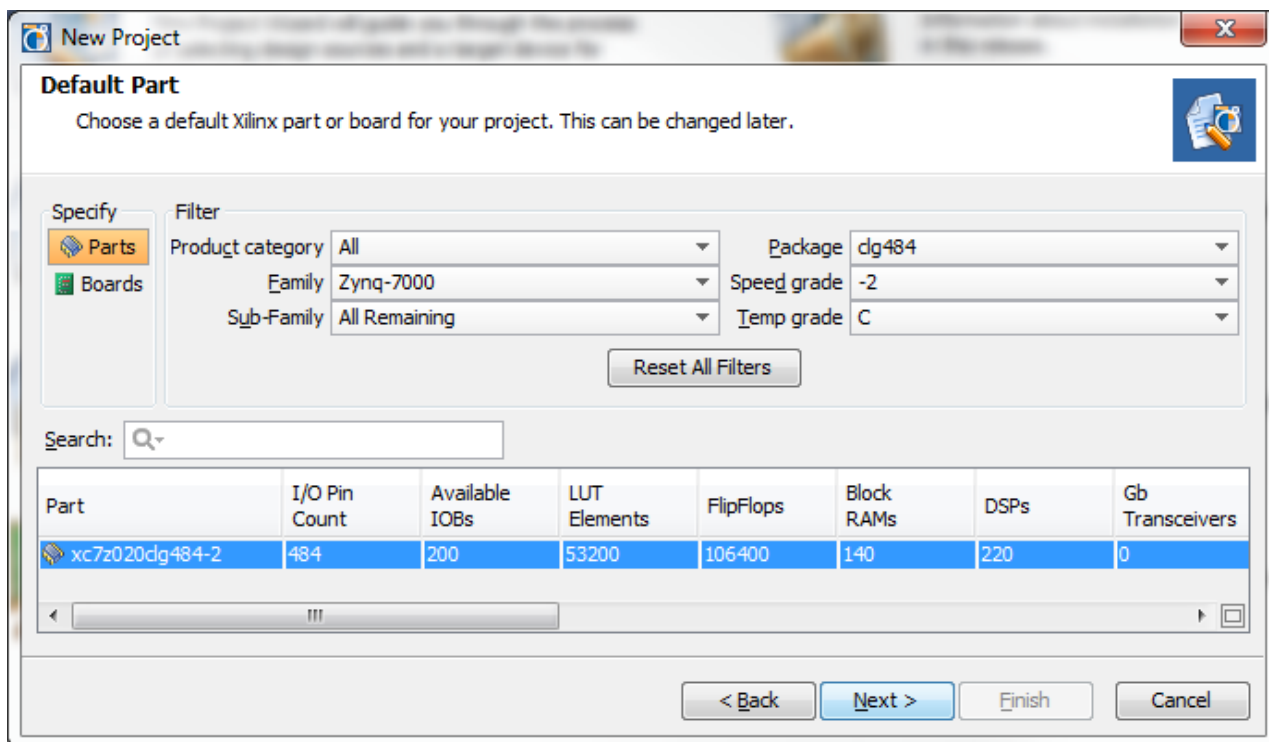 New Project
Default Part
Choose a default Xilinx part or board for your project. This can be changed later.
Specify
Filter
Parts
Product category All
Package clg484
Boards
Family Zynq-7000
Speed grade -2
Sub-Family All Remaining
Temp grade C
Reset All Filters
Search:
Part
I/O Pin Count
Available IOBs
LUT Elements
FlipFlops
Block RAMs
DSPs
Gb Transceivers
xc7z020clg484-2 484 200 53200 106400 140 220 0
< Back
Next >
Finish
Cancel